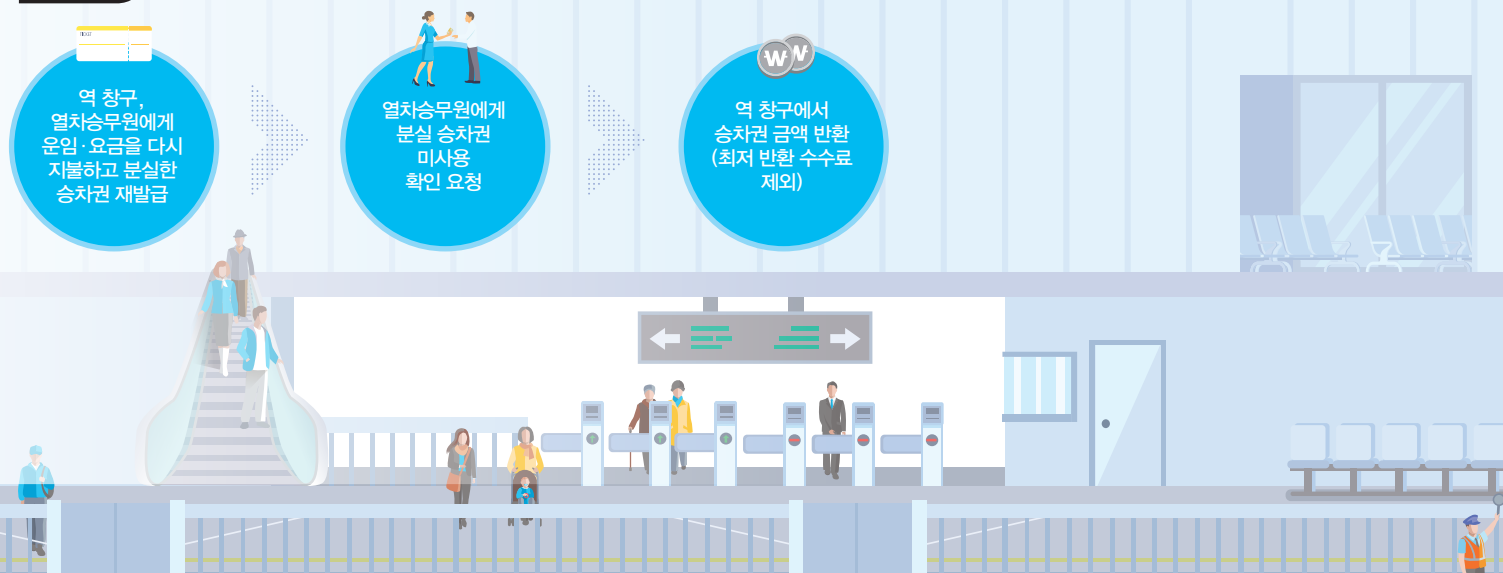 TICKET
역 창구,
열차승무원에게
운임·요금을 다시
지불하고 분실한
승차권 재발급
열차승무원에게
분실 승차권
미사용
확인 요청
₩ ₩
역 창구에서
승차권 금액 반환
(최저 반환 수수료
제외)